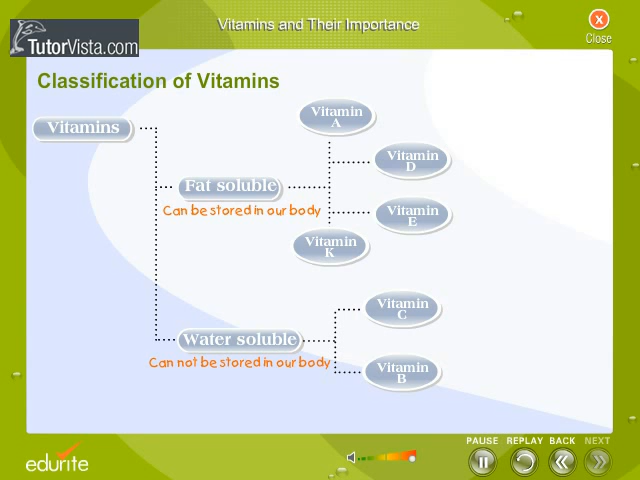 Vitamins and Their Importance
X
Close
TutorVista.com
Classification of Vitamins
Vitamins
Fat soluble
Can be stored in our body
Vitamin
A
Vitamin
D
Vitamin
E
Vitamin
K
Water soluble
Can not be stored in our body
Vitamin
C
Vitamin
B
PAUSE REPLAY BACK NEXT
edurite